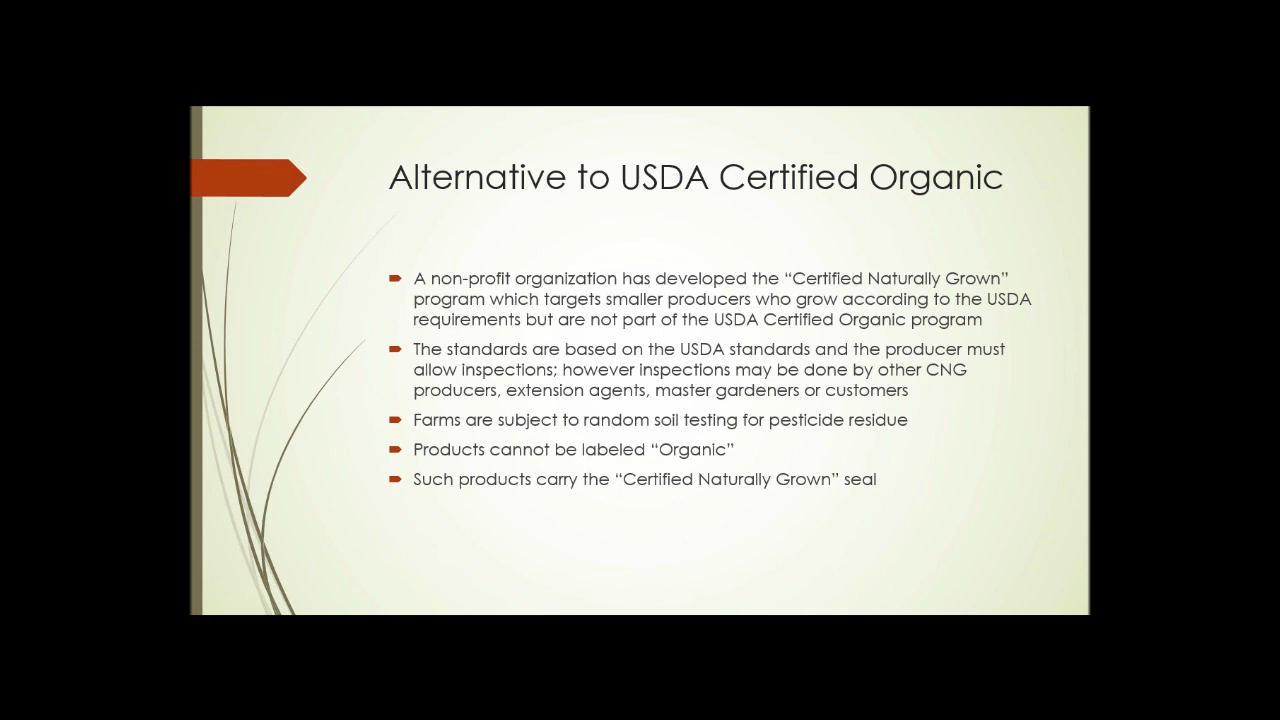 Alternative to USDA Certified Organic
A non-profit organization has developed the “Certified Naturally Grown”
program which targets smaller producers who grow according to the USDA
requirements but are not part of the USDA Certified Organic program
The standards are based on the USDA standards and the producer must
allow inspections; however inspections may be done by other CNG
producers, extension agents, master gardeners or customers
Farms are subject to random soil testing for pesticide residue
Products cannot be labeled “Organic”
Such products carry the “Certified Naturally Grown” seal